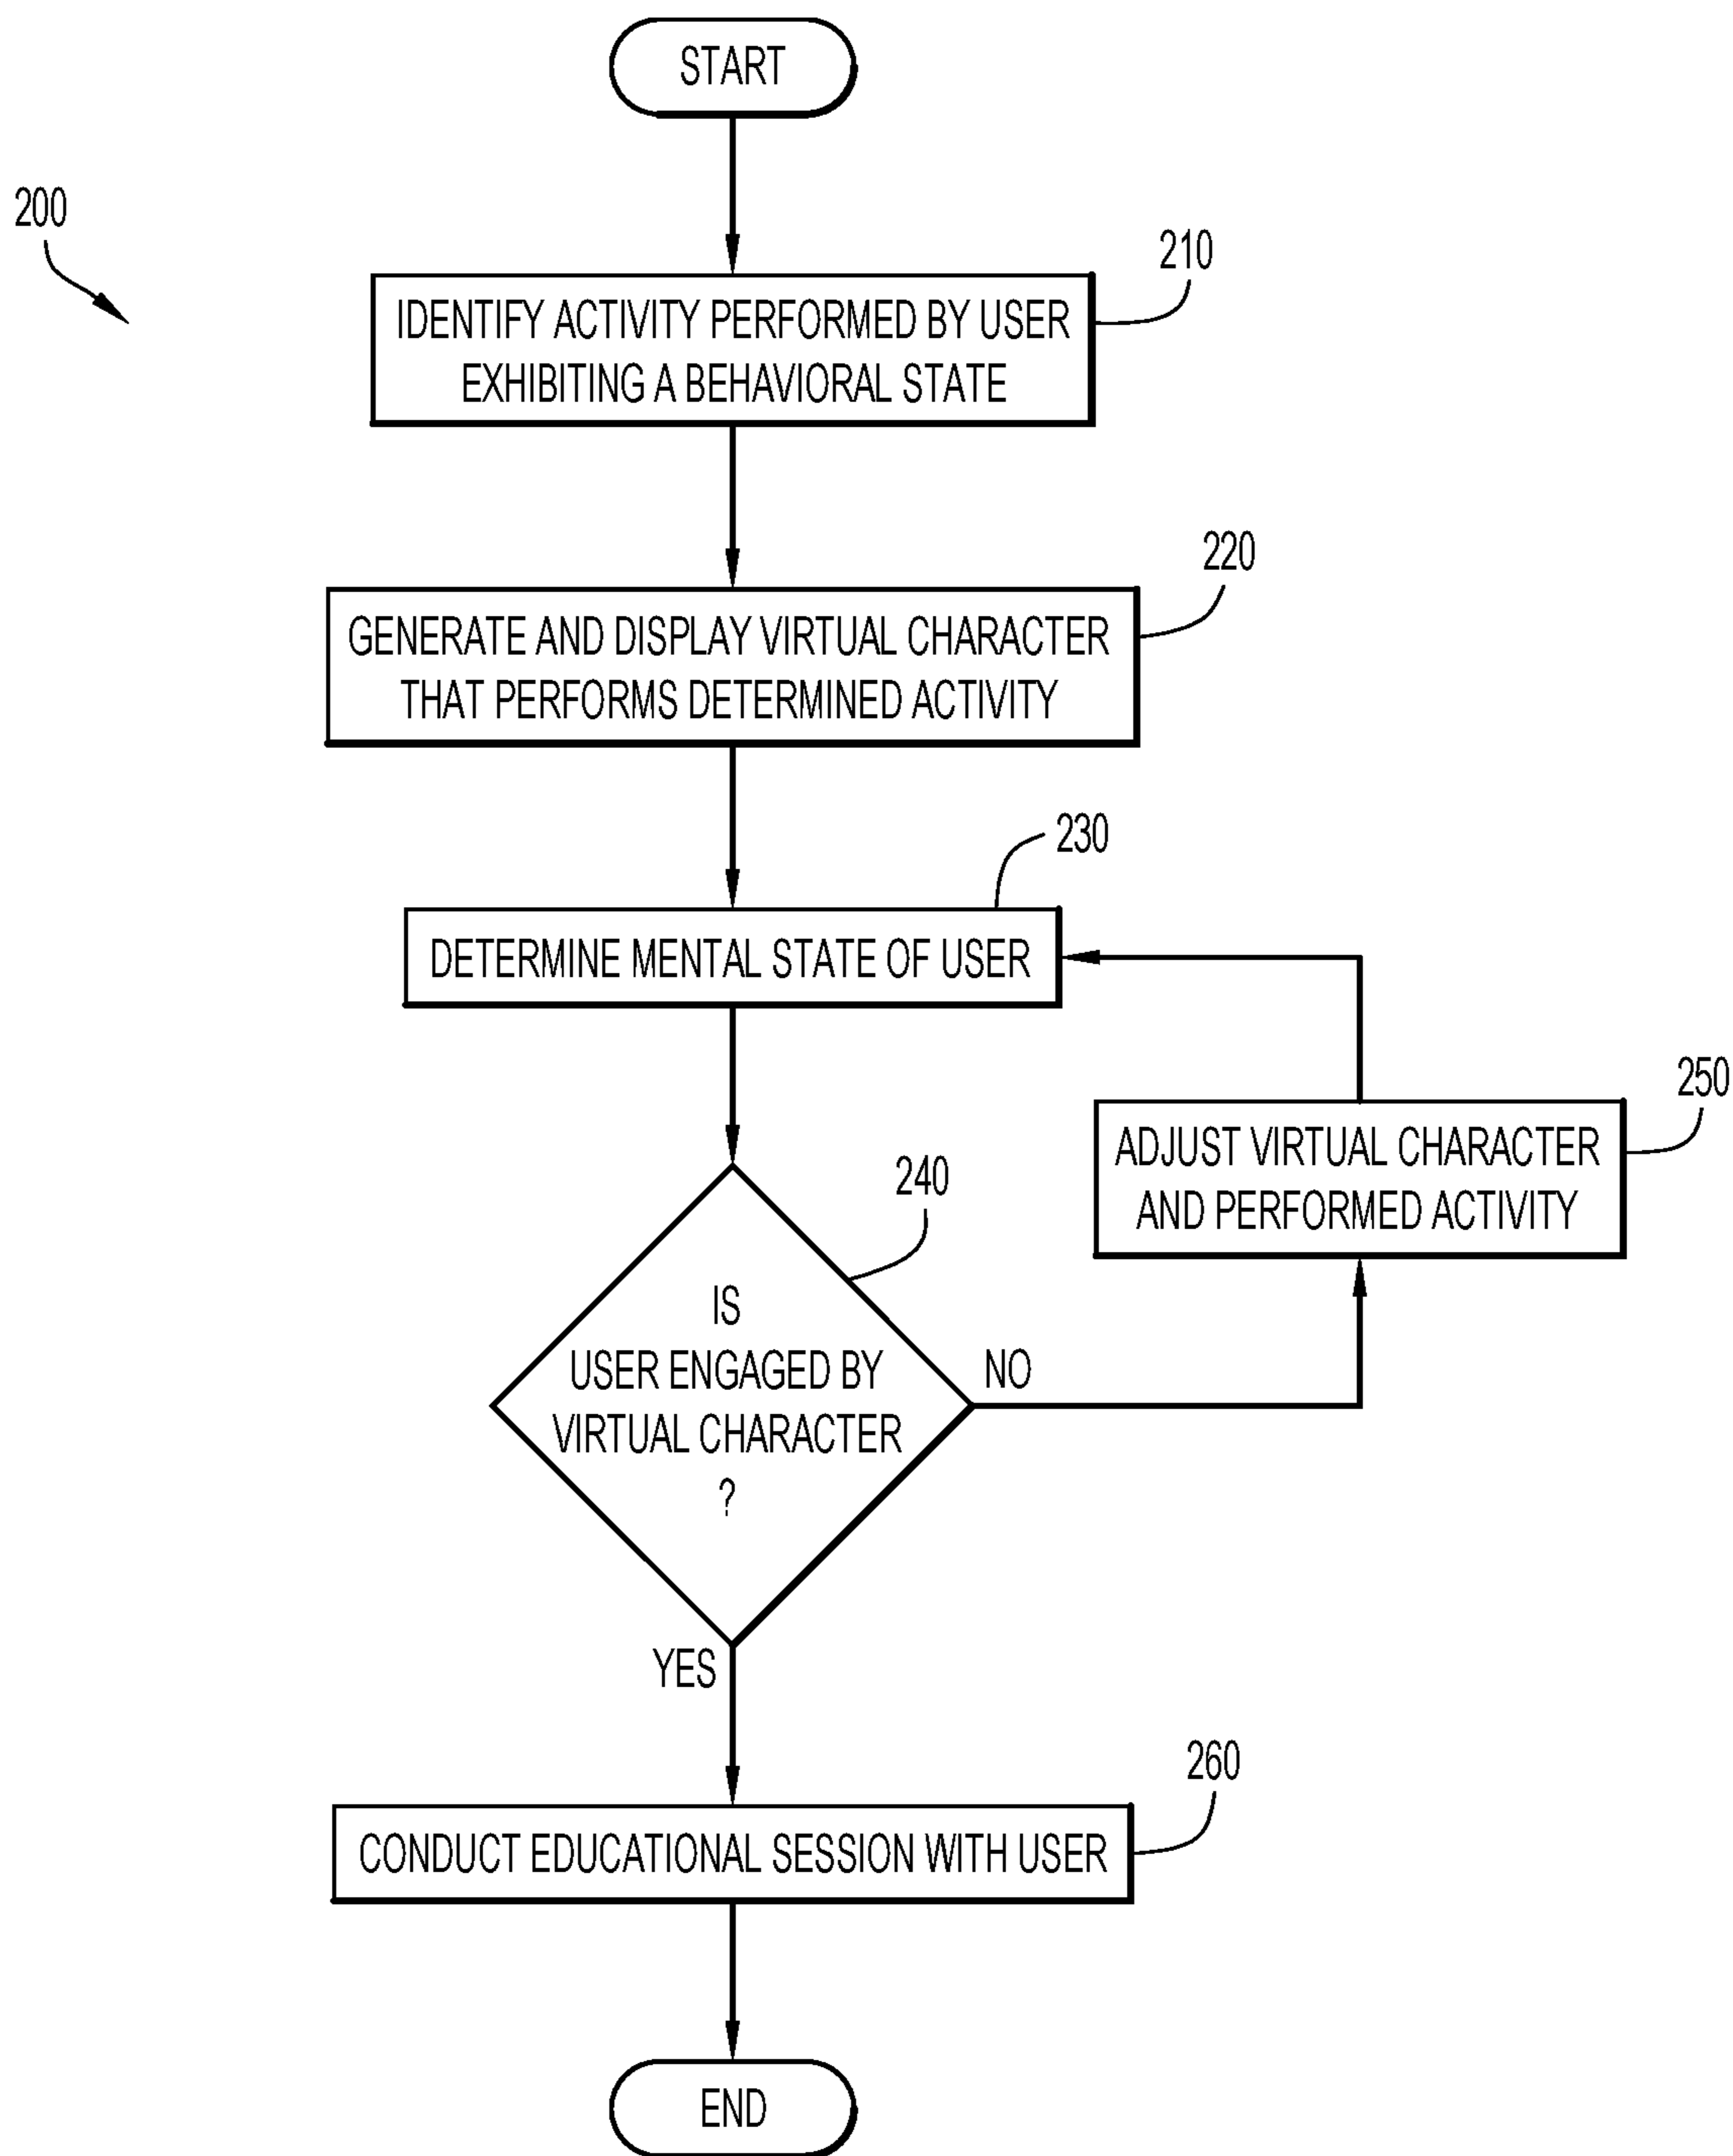 START
200
210
IDENTIFY ACTIVITY PERFORMED BY USER
EXHIBITING A BEHAVIORAL STATE
220
GENERATE AND DISPLAY VIRTUAL CHARACTER
THAT PERFORMS DETERMINED ACTIVITY
230
DETERMINE MENTAL STATE OF USER
250
ADJUST VIRTUAL CHARACTER
AND PERFORMED ACTIVITY
240
IS
USER ENGAGED BY
VIRTUAL CHARACTER
?
NO
YES
260
CONDUCT EDUCATIONAL SESSION WITH USER
END